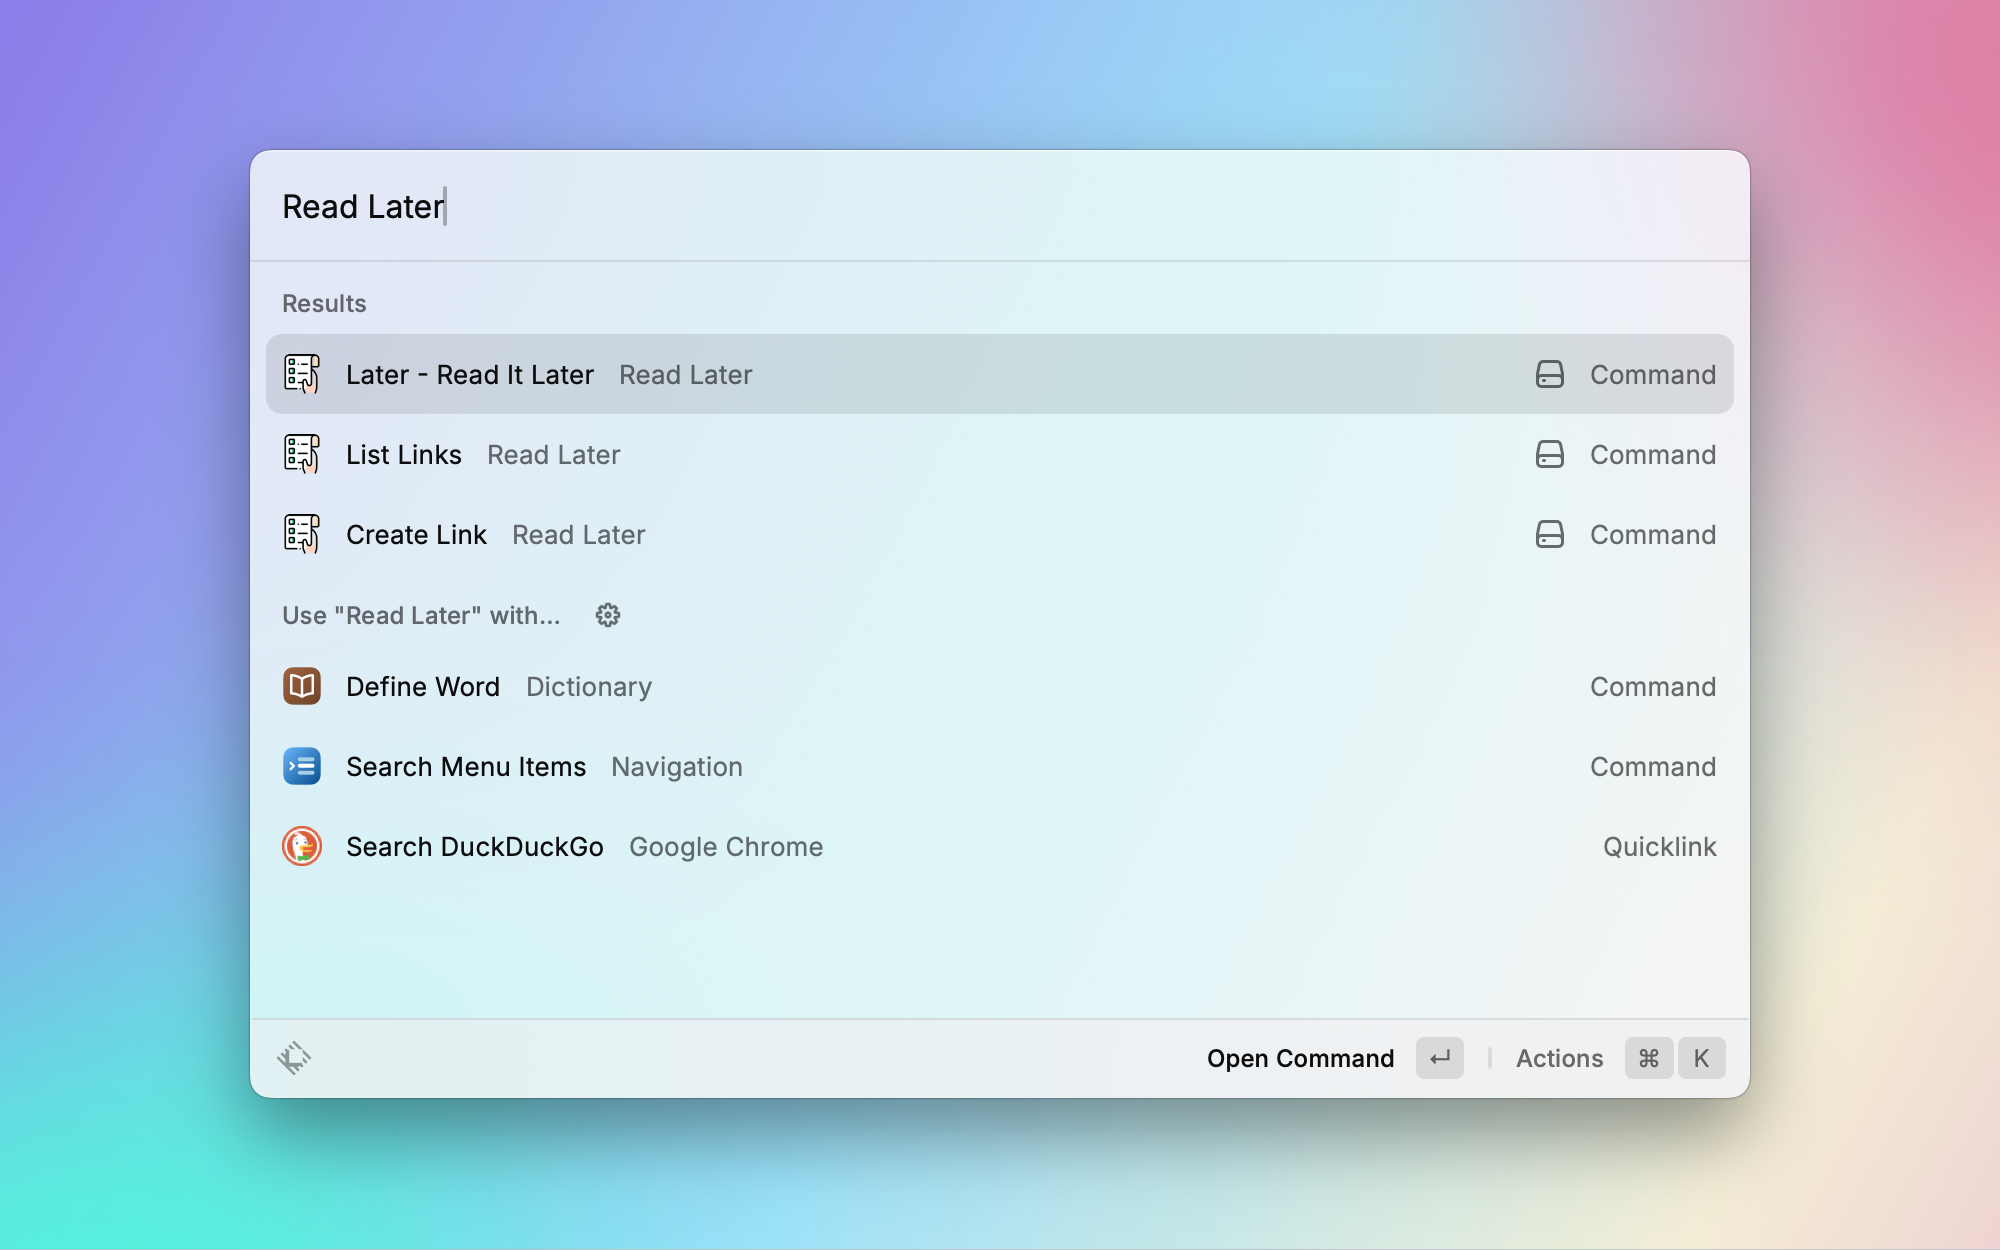 Read Later
Results
Later - Read It Later Read Later Command
List Links Read Later Command
Create Link Read Later Command
Use "Read Later" with...
Define Word Dictionary Command
Search Menu Items Navigation Command
Search DuckDuckGo Google Chrome Quicklink
Open Command ↵ Actions ⌘ K